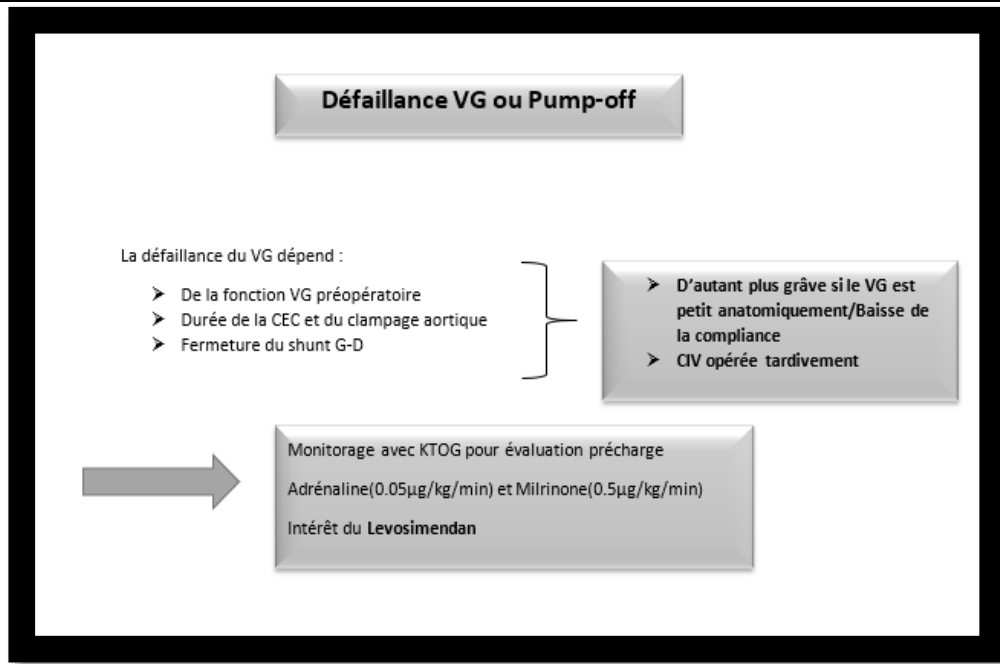 Défaillance VG ou Pump-off
La défaillance du VG dépend :
➤ De la fonction VG préopératoire
➤ Durée de la CEC et du clampage aortique
➤ Fermeture du shunt G-D
➤ D'autant plus grâve si le VG est
petit anatomiquement/Baisse de
la compliance
➤ CIV opérée tardivement
Monitorage avec KTOG pour évaluation précharge
Adrénaline(0.05µg/kg/min) et Milrinone(0.5µg/kg/min)
Intérêt du Levosimendan